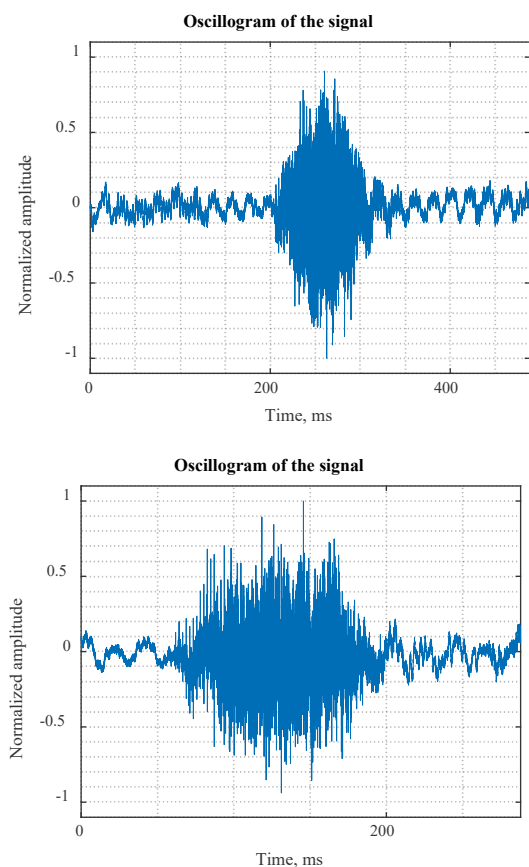 Oscillogram of the signal
1
0.5
0
-0.5
-1
Normalized amplitude
0 200 400
Time, ms
Oscillogram of the signal
1
0.5
0
-0.5
-1
Normalized amplitude
0 200
Time, ms